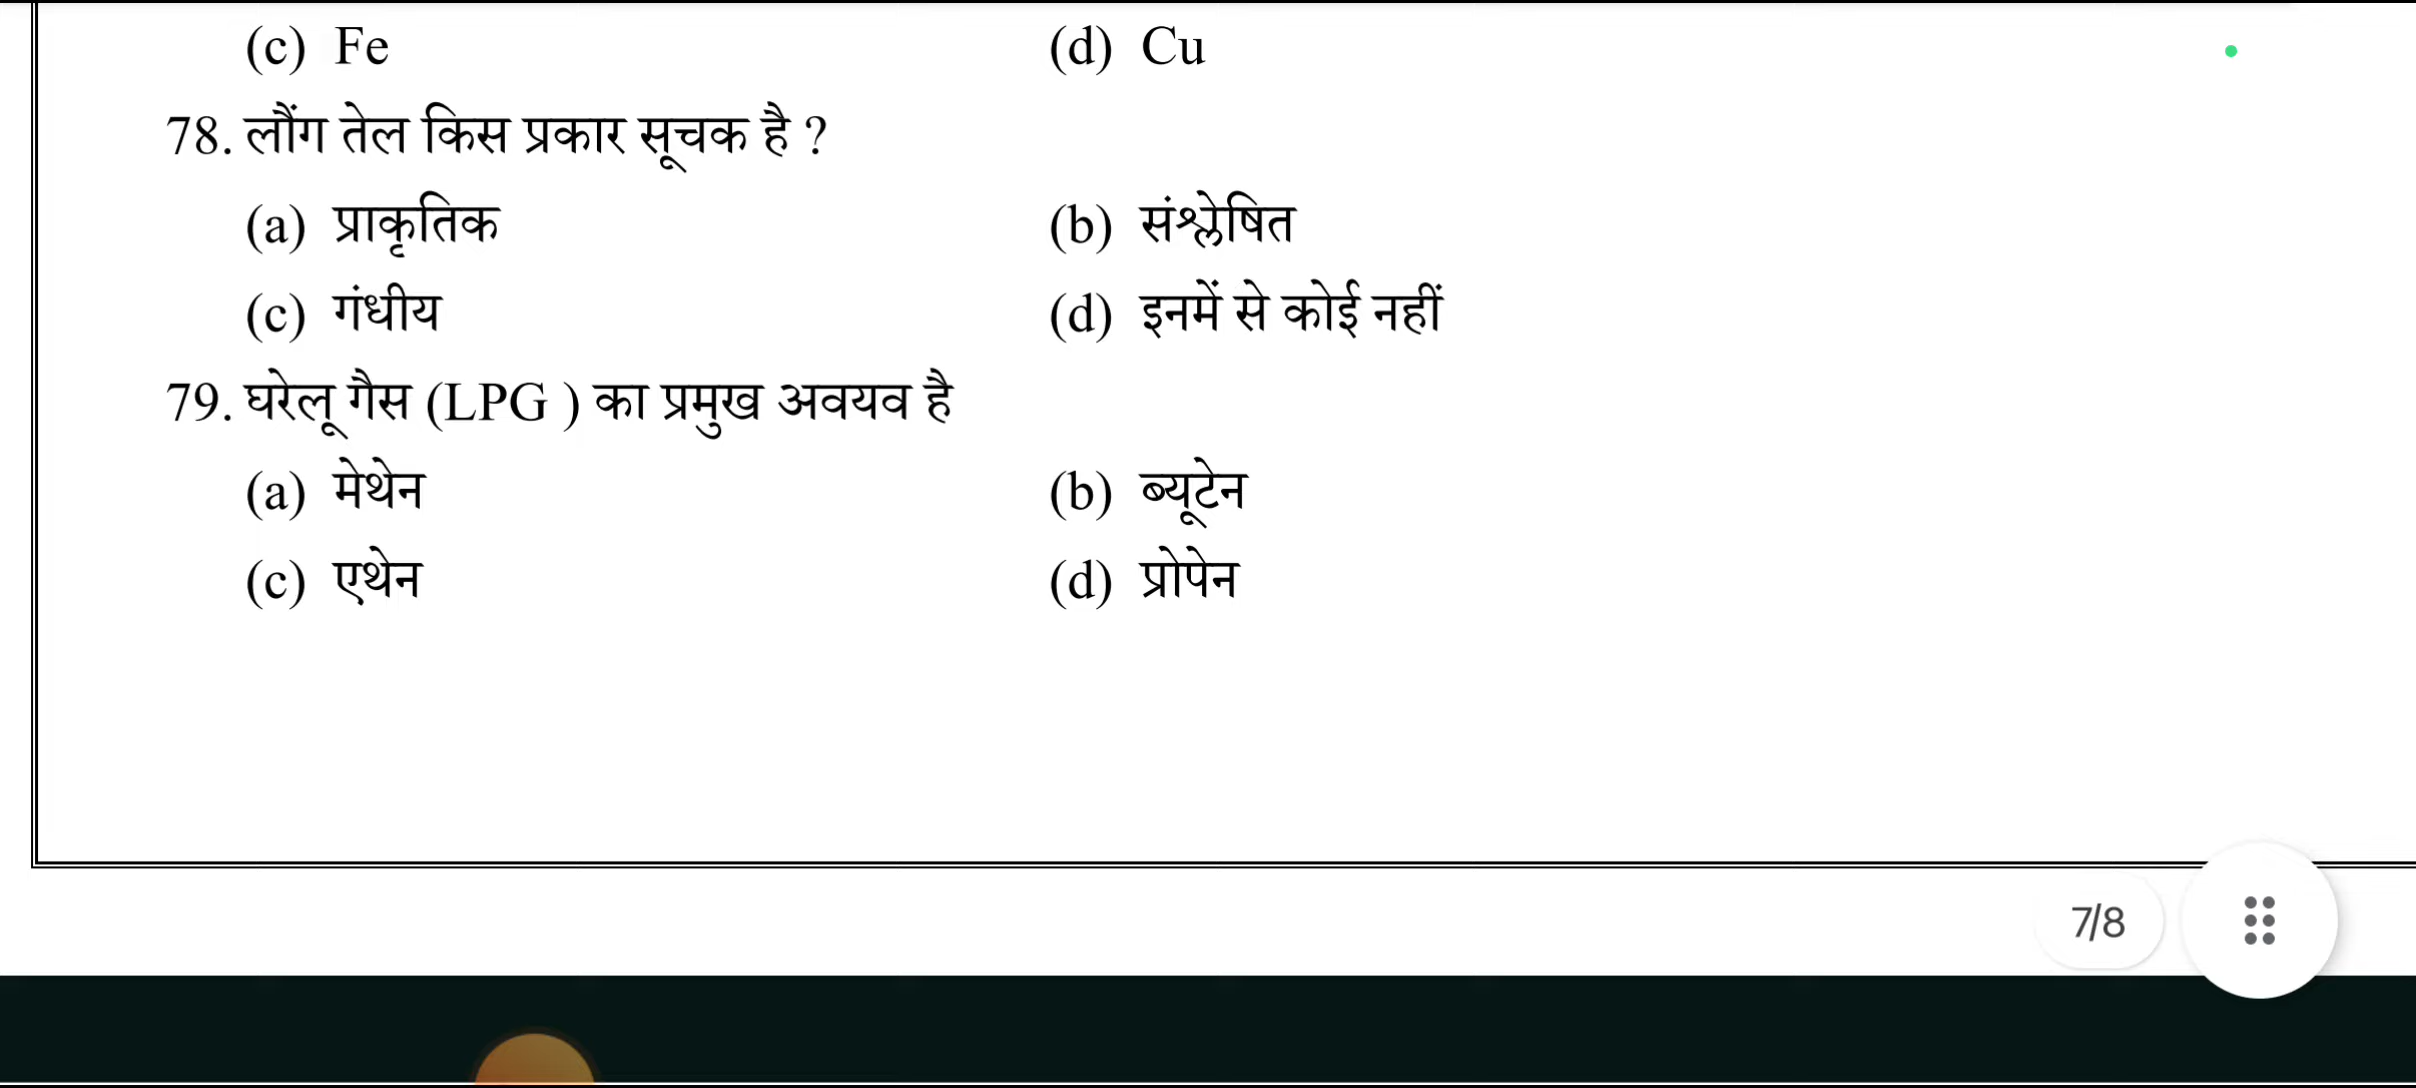 (c) Fe (d) Cu
78. लौंग तेल किस प्रकार सूचक है ?
(a) प्राकृतिक (b) संश्लेषित
(c) गंधीय (d) इनमें से कोई नहीं
79. घरेलू गैस (LPG ) का प्रमुख अवयव है
(a) मेथेन (b) ब्यूटेन
(c) एथेन (d) प्रोपेन
7/8